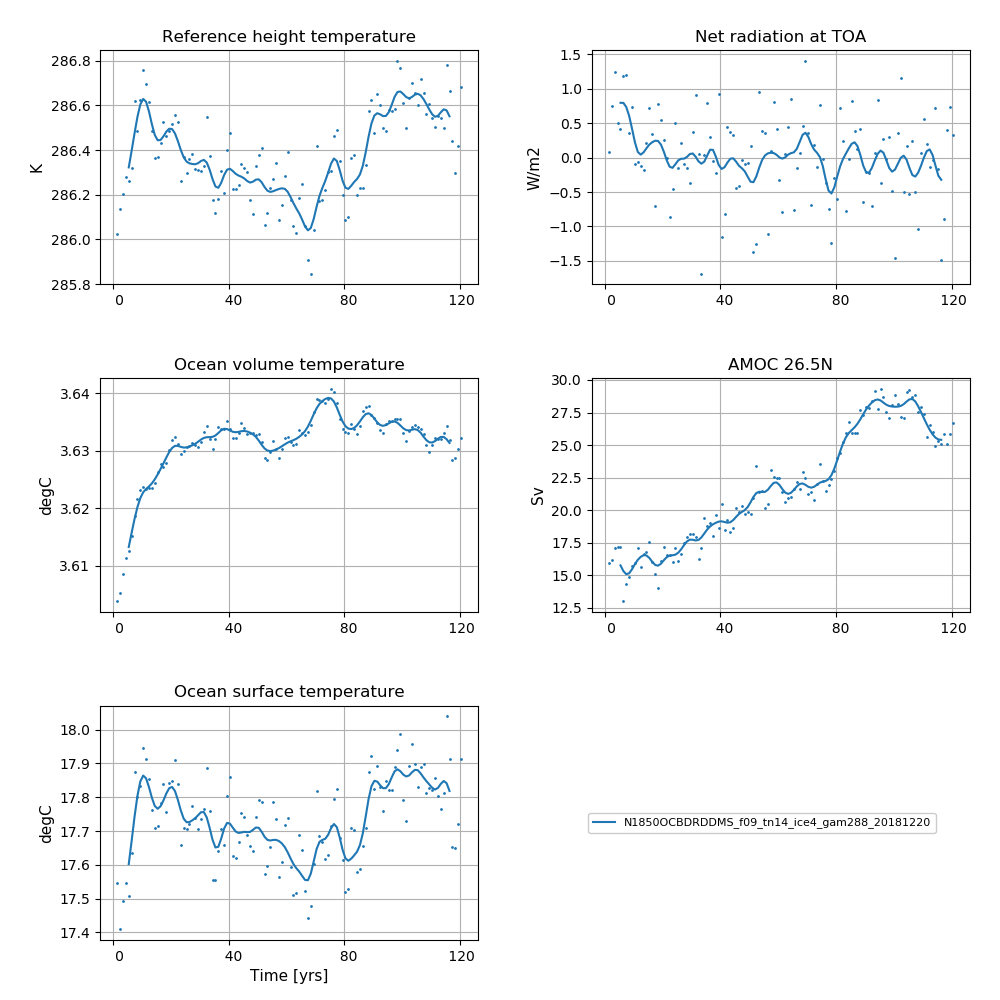 Reference height temperature
286.8
286.6
286.4
286.2
286.0
285.8
K
0 40 80 120
Net radiation at TOA
1.5
1.0
0.5
0.0
−0.5
−1.0
−1.5
W/m2
0 40 80 120
Ocean volume temperature
3.64
3.63
3.62
3.61
degC
0 40 80 120
AMOC 26.5N
30.0
27.5
25.0
22.5
20.0
17.5
15.0
12.5
Sv
0 40 80 120
Ocean surface temperature
18.0
17.9
17.8
17.7
17.6
17.5
17.4
degC
0 40 80 120
Time [yrs]
N1850OCBDRDDMS_f09_tn14_ice4_gam288_20181220